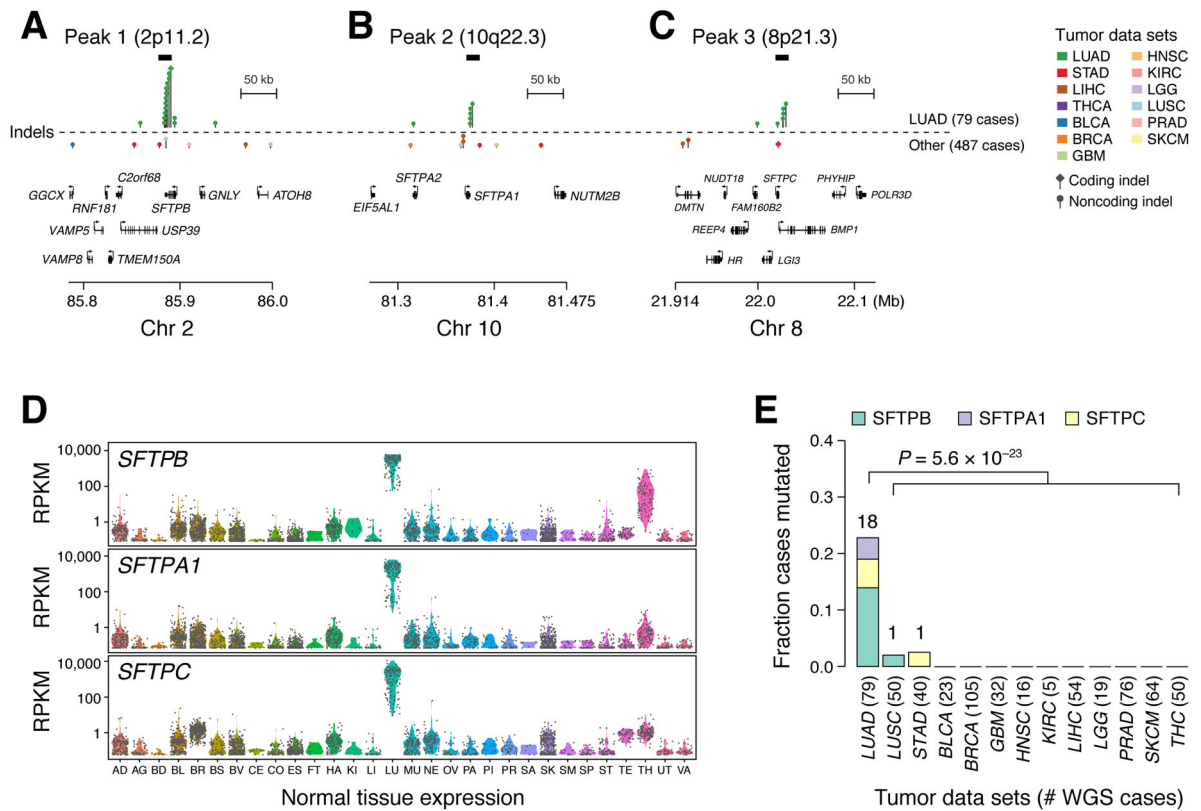 A
Peak 1 (2p11.2)
50 kb
B
Peak 2 (10q22.3)
50 kb
C
Peak 3 (8p21.3)
50 kb
Indels
LUAD (79 cases)
Other (487 cases)
Tumor data sets
LUAD
STAD
LIHC
THCA
BLCA
BRCA
GBM
HNSC
KIRC
LGG
LUSC
PRAD
SKCM
Coding indel
Noncoding indel
C2orf68
GGCX
RNF181
SFTPB
GNLY
ATOH8
VAMP5
USP39
VAMP8
TMEM150A
85.8
85.9
86.0
Chr 2
SFTPA2
EIF5AL1
SFTPA1
NUTM2B
81.3
81.4
81.475
Chr 10
NUDT18
SFTPC
PHYHIP
POLR3D
DMTN
FAM160B2
REEP4
BMP1
HR
LGI3
21.914
22.0
22.1 (Mb)
Chr 8
D
RPKM
10,000
100
1
SFTPB
RPKM
10,000
100
1
SFTPA1
RPKM
10,000
100
1
SFTPC
AD AG BD BL BR BS BV CE CO ES FT HA KI LI LU MU NE OV PA PI PR SA SK SM SP ST TE TH UT VA
Normal tissue expression
E
SFTPB SFTPA1 SFTPC
Fraction cases mutated
0.4
0.3
0.2
0.1
0.0
P = 5.6 × 10⁻²³
18
1
1
LUAD (79)
LUSC (50)
STAD (40)
BLCA (23)
BRCA (105)
GBM (32)
HNSC (16)
KIRC (5)
LIHC (54)
LGG (19)
PRAD (76)
SKCM (64)
THC (50)
Tumor data sets (# WGS cases)